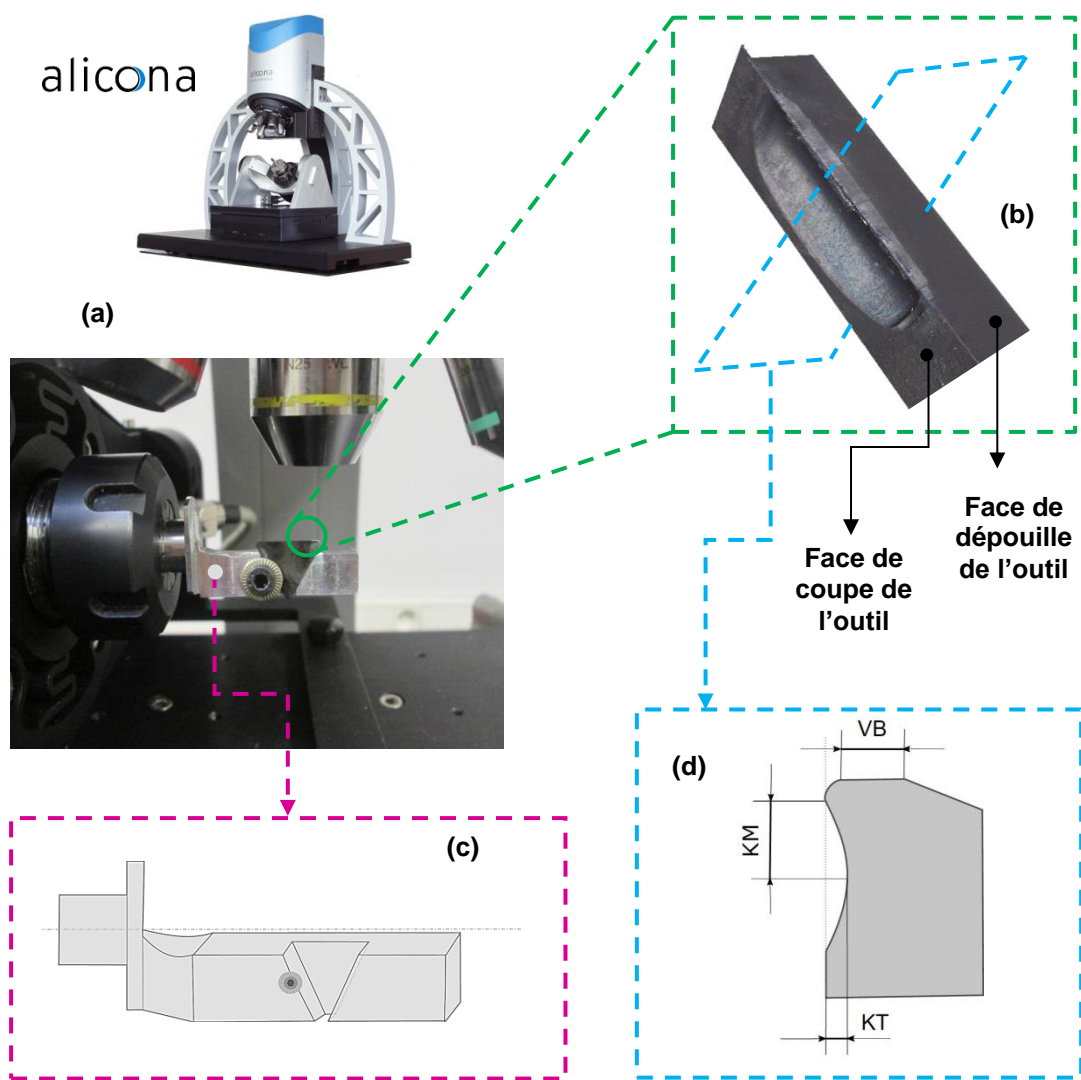 alicona
(a)
(b)
Face de
coupe de
l’outil
Face de
dépouille
de l’outil
(c)
(d)
VB
KM
KT